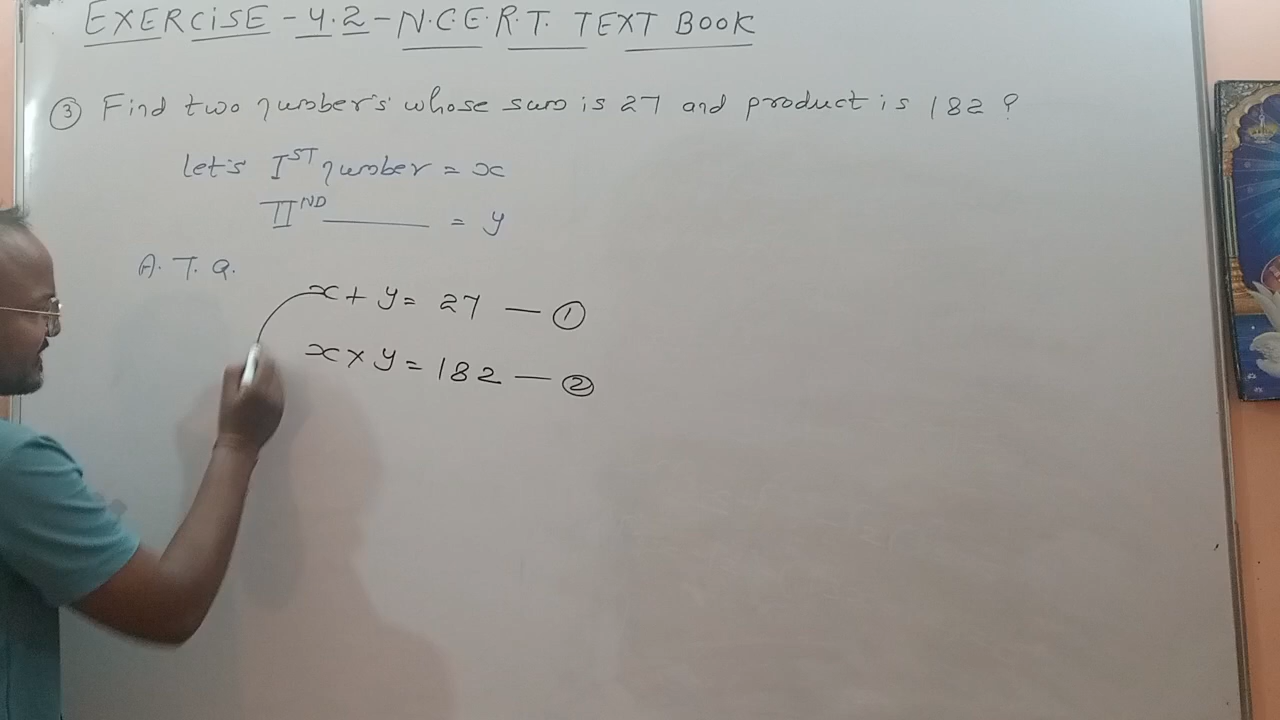 EXERCISE - 4.2 - N.C.E.R.T. TEXT BOOK
③ Find two number's whose sum is 27 and product is 182 ?
let's Iˢᵀ number = x
IIᴺᴰ ——— = y
A. T. Q.
x + y = 27 — ①
x × y = 182 — ②